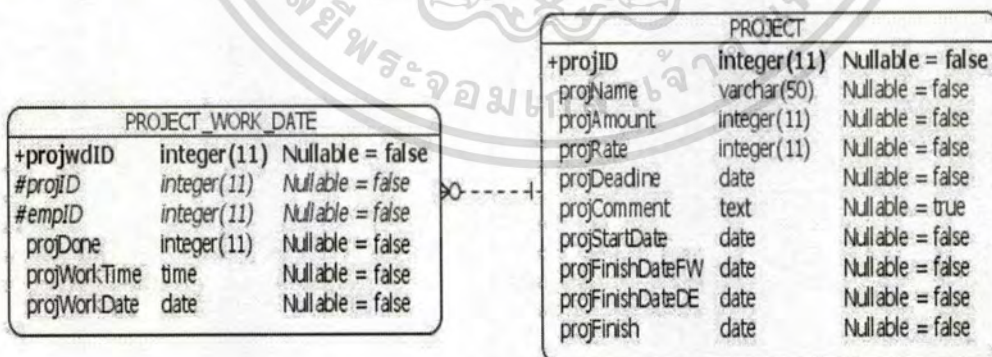 PROJECT_WORK_DATE
+projwdID integer(11) Nullable = false
#projID integer(11) Nullable = false
#empID integer(11) Nullable = false
projDone integer(11) Nullable = false
projWorkTime time Nullable = false
projWorkDate date Nullable = false
PROJECT
+projID integer(11) Nullable = false
projName varchar(50) Nullable = false
projAmount integer(11) Nullable = false
projRate integer(11) Nullable = false
projDeadline date Nullable = false
projComment text Nullable = true
projStartDate date Nullable = false
projFinishDateFW date Nullable = false
projFinishDateDE date Nullable = false
projFinish date Nullable = false